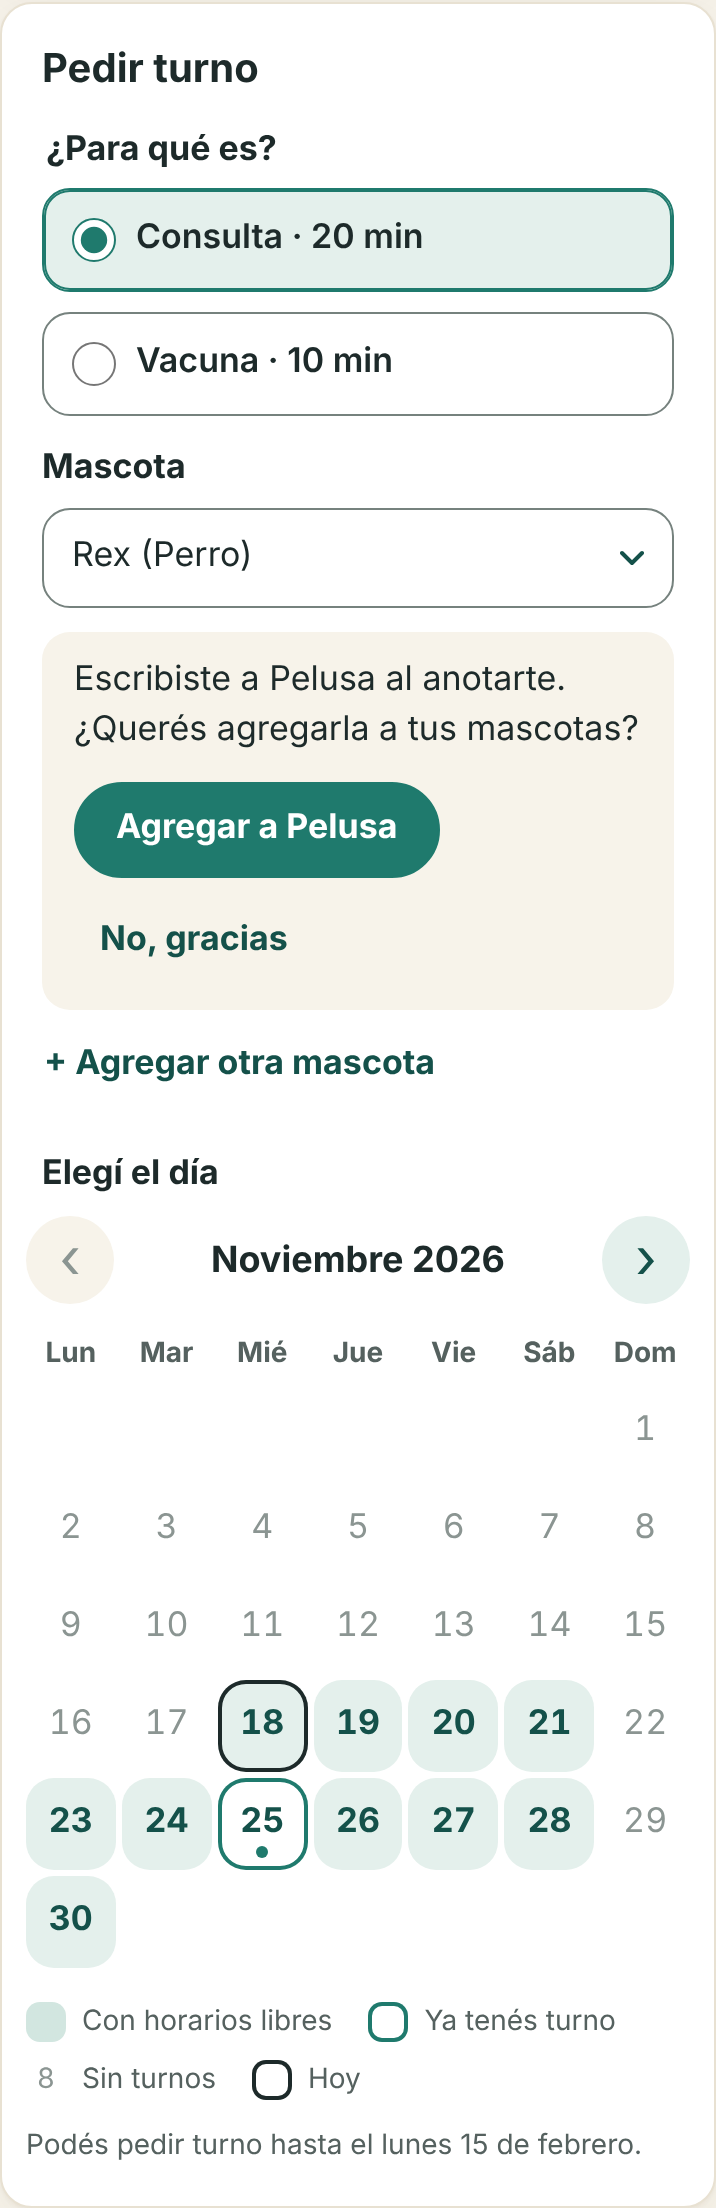 Pedir turno
¿Para qué es?
Consulta · 20 min
Vacuna · 10 min
Mascota
Rex (Perro)
Escribiste a Pelusa al anotarte.
¿Querés agregarla a tus mascotas?
Agregar a Pelusa
No, gracias
+ Agregar otra mascota
Elegí el día
‹ Noviembre 2026 ›
Lun Mar Mié Jue Vie Sáb Dom
1
2 3 4 5 6 7 8
9 10 11 12 13 14 15
16 17 18 19 20 21 22
23 24 25 26 27 28 29
30
Con horarios libres Ya tenés turno
8 Sin turnos Hoy
Podés pedir turno hasta el lunes 15 de febrero.